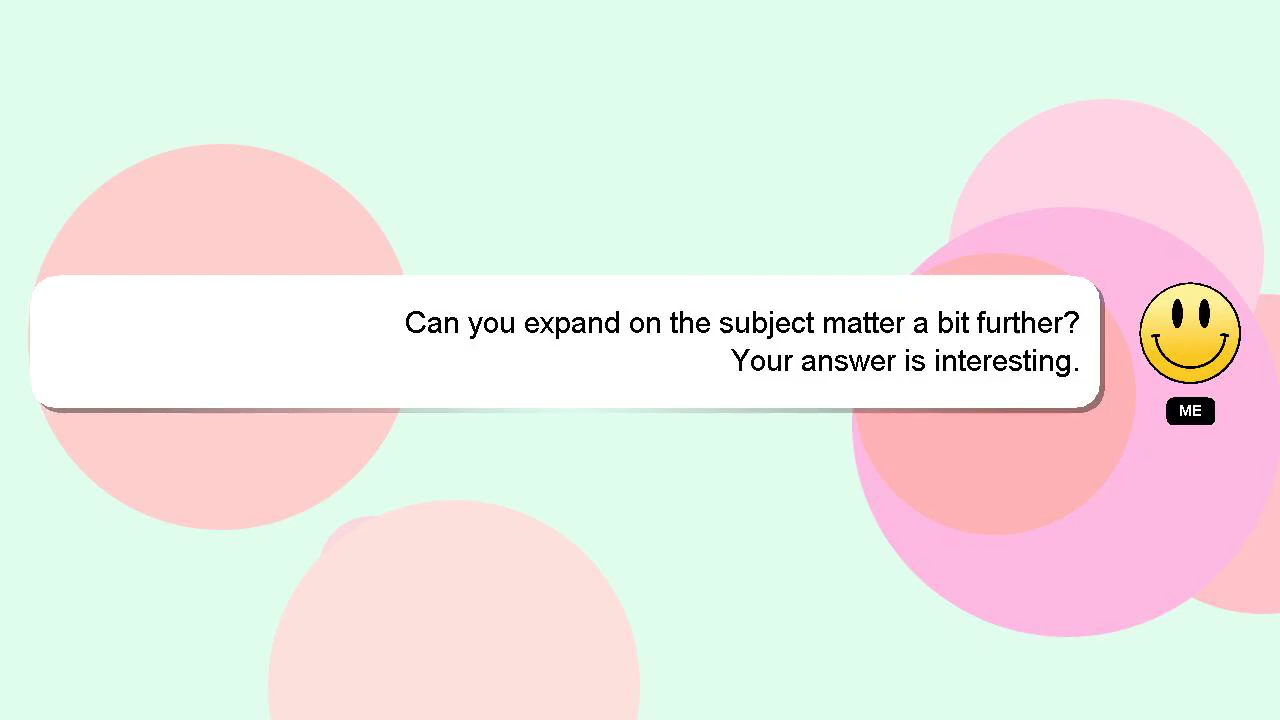 Can you expand on the subject matter a bit further?
Your answer is interesting.
ME